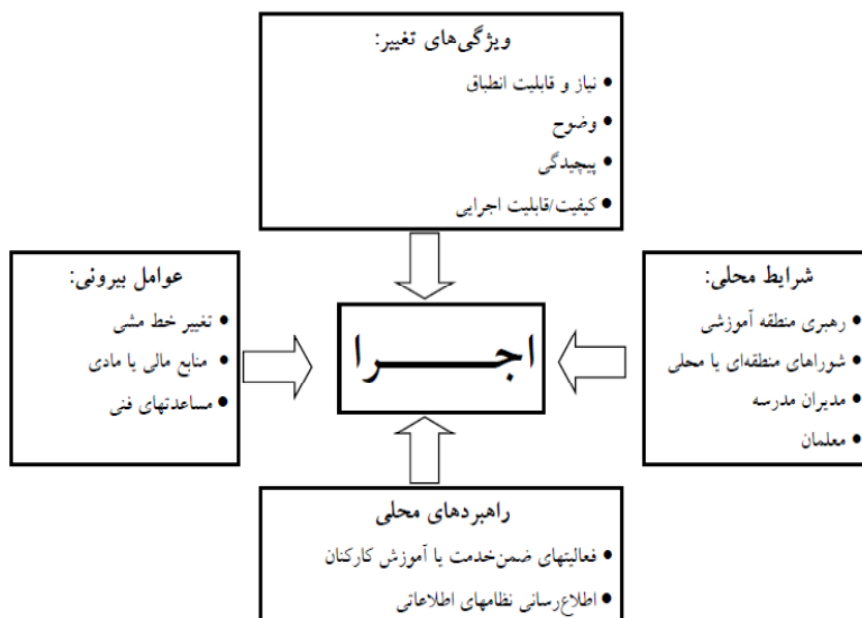 ویژگی‌های تغییر:
● نیاز و قابلیت انطباق
● وضوح
● پیچیدگی
● کیفیت/قابلیت اجرایی
شرایط محلی:
● رهبری منطقه آموزشی
● شوراهای منطقه‌ای یا محلی
● مدیران مدرسه
● معلمان
اجـــــرا
عوامل بیرونی:
● تغییر خط مشی
● منابع مالی یا مادی
● مساعدتهای فنی
راهبردهای محلی
● فعالیتهای ضمن‌خدمت یا آموزش کارکنان
● اطلاع‌رسانی نظامهای اطلاعاتی